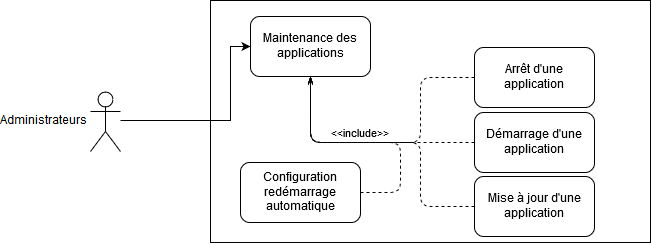 Maintenance des
applications
Arrêt d'une
application
Administrateurs
<<include>>
Démarrage d'une
application
Configuration
redémarrage
automatique
Mise à jour d'une
application